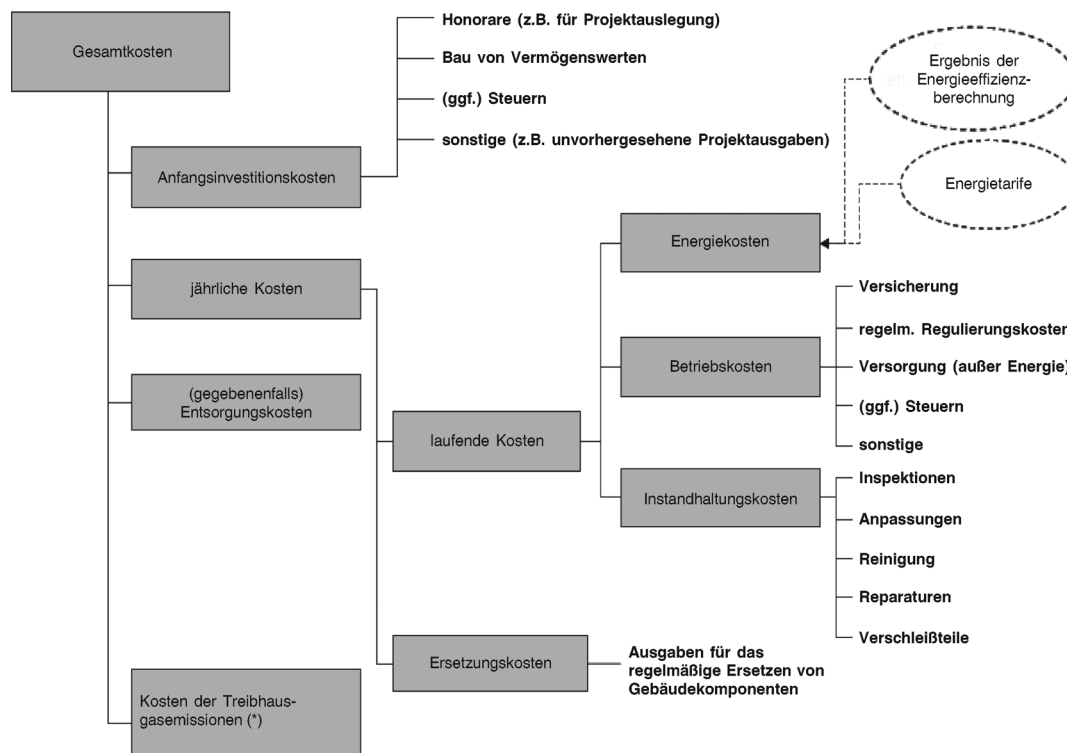 Gesamtkosten
Honorare (z.B. für Projektauslegung)
Bau von Vermögenswerten
(ggf.) Steuern
sonstige (z.B. unvorhergesehene Projektausgaben)
Anfangsinvestitionskosten
Ergebnis der
Energieeffizienz-
berechnung
Energietarife
Energiekosten
jährliche Kosten
Versicherung
regelm. Regulierungskosten
Betriebskosten
Versorgung (außer Energie)
(ggf.) Steuern
sonstige
(gegebenenfalls)
Entsorgungskosten
laufende Kosten
Instandhaltungskosten
Inspektionen
Anpassungen
Reinigung
Reparaturen
Verschleißteile
Ersetzungskosten
Ausgaben für das
regelmäßige Ersetzen von
Gebäudekomponenten
Kosten der Treibhaus-
gasemissionen (*)